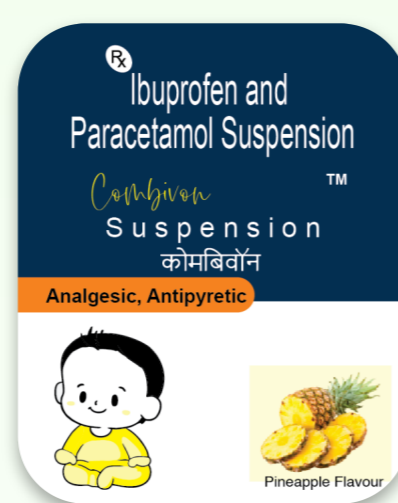 Rx
Ibuprofen and
Paracetamol Suspension
Combivon
TM
Suspension
कोमबिवॉन
Analgesic, Antipyretic
Pineapple Flavour